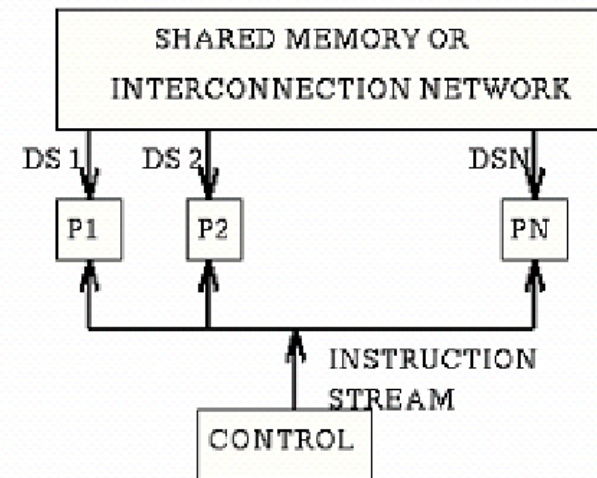 SHARED MEMORY OR
INTERCONNECTION NETWORK
DS 1
DS 2
DSN
P1
P2
PN
INSTRUCTION
STREAM
CONTROL